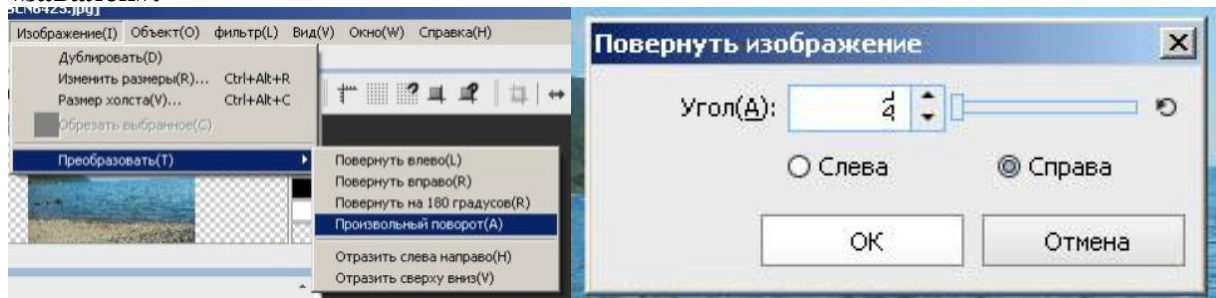 Изображение(I) Объект(O) фильтр(L) Вид(V) Окно(W) Справка(H)
Дублировать(D)
Изменить размеры(R)... Ctrl+Alt+R
Размер холста(V)... Ctrl+Alt+C
Обрезать выбранное(C)
Преобразовать(T)
Повернуть влево(L)
Повернуть вправо(R)
Повернуть на 180 градусов(R)
Произвольный поворот(A)
Отразить слева направо(H)
Отразить сверху вниз(V)
Повернуть изображение
Угол(A):
Слева Справа
ОК Отмена